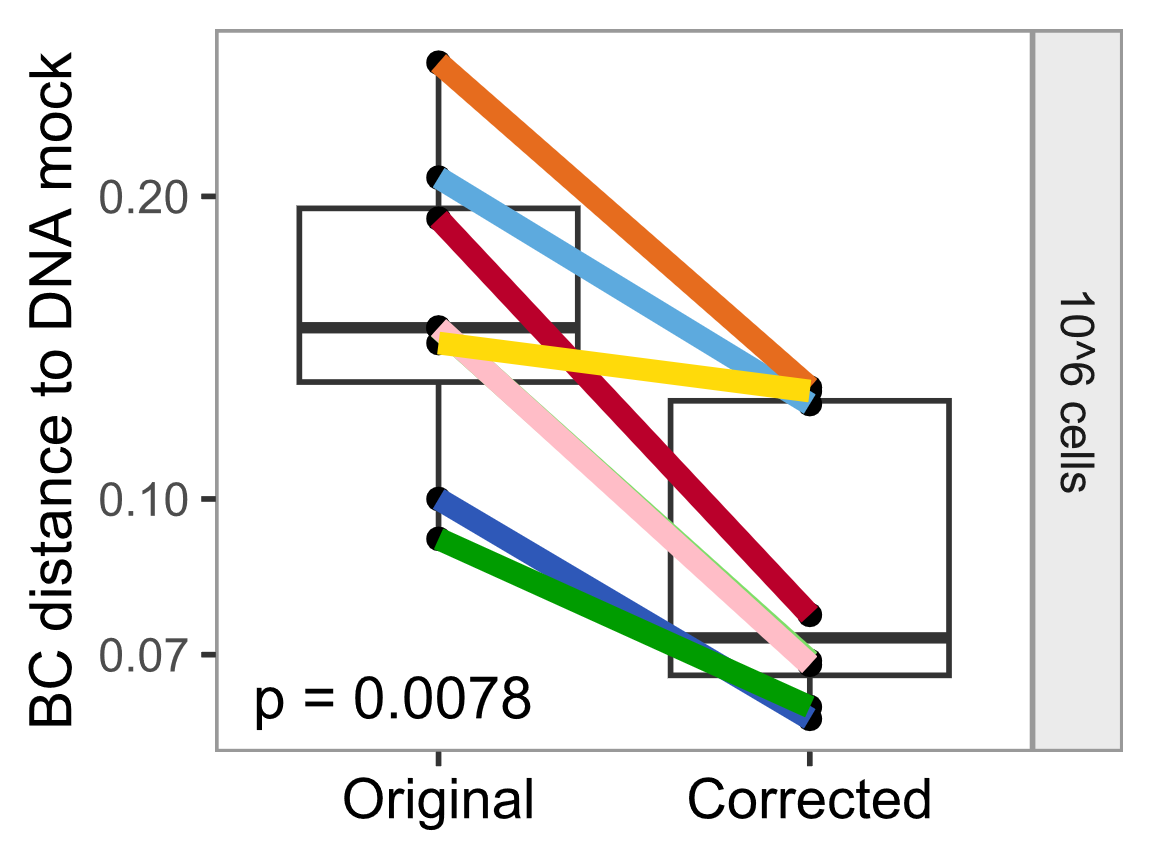 BC distance to DNA mock
0.20
0.10
0.07
p = 0.0078
Original
Corrected
10^6 cells